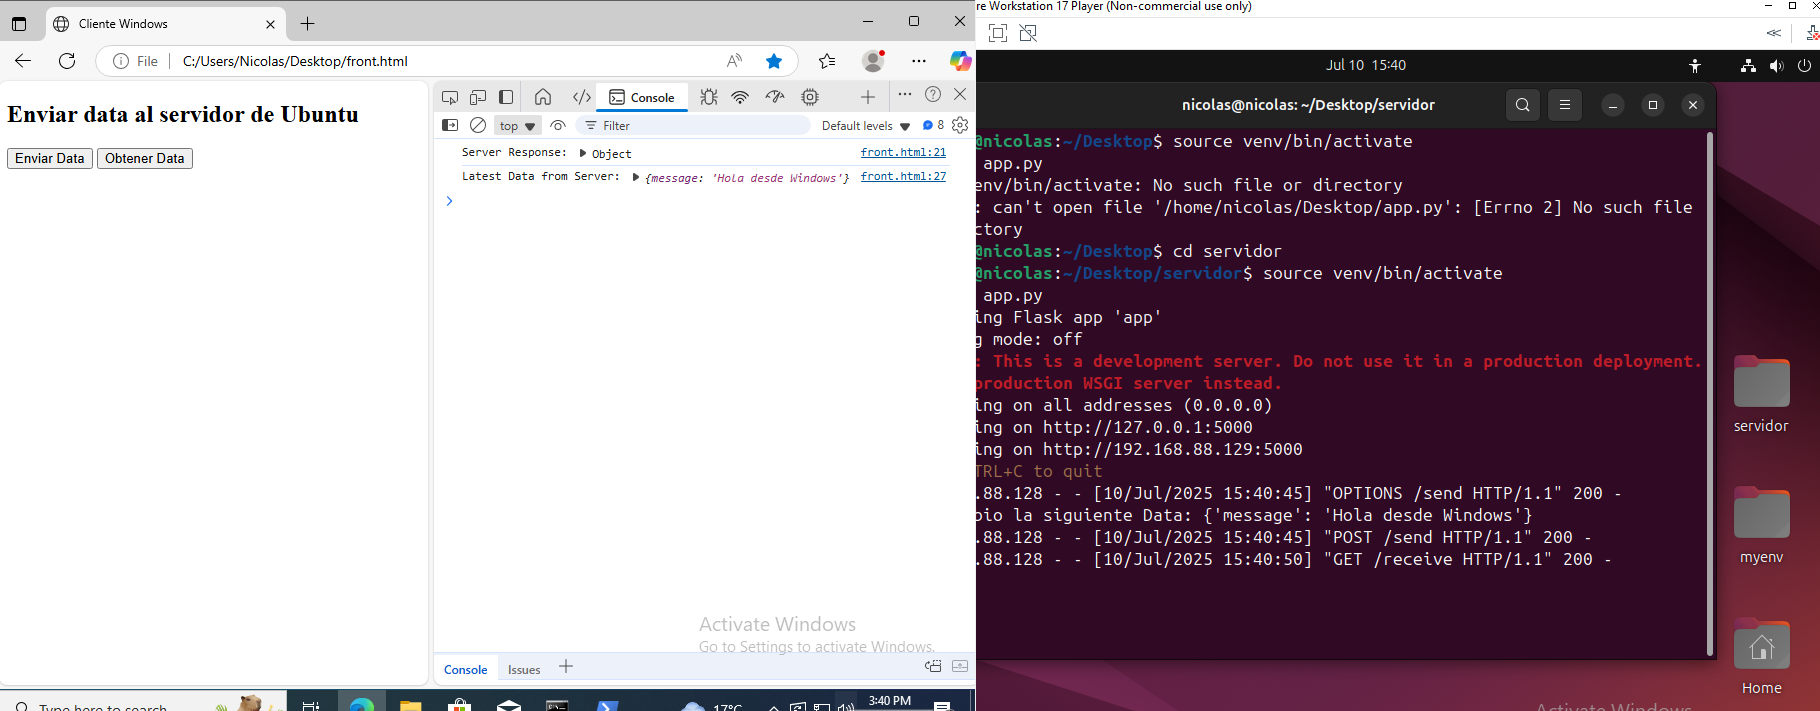 Cliente Windows
File
C:/Users/Nicolas/Desktop/front.html
Enviar data al servidor de Ubuntu
Enviar Data
Obtener Data
Console
top
Filter
Default levels
8
Server Response: Object
front.html:21
Latest Data from Server: {message: 'Hola desde Windows'}
front.html:27
Activate Windows
Go to Settings to activate Windows.
Console
Issues
Type here to search
17°C
3:40 PM
re Workstation 17 Player (Non-commercial use only)
Jul 10 15:40
nicolas@nicolas: ~/Desktop/servidor
@nicolas:~/Desktop$ source venv/bin/activate
app.py
env/bin/activate: No such file or directory
: can't open file '/home/nicolas/Desktop/app.py': [Errno 2] No such file
ctory
@nicolas:~/Desktop$ cd servidor
@nicolas:~/Desktop/servidor$ source venv/bin/activate
app.py
ing Flask app 'app'
g mode: off
: This is a development server. Do not use it in a production deployment.
production WSGI server instead.
ing on all addresses (0.0.0.0)
ing on http://127.0.0.1:5000
ing on http://192.168.88.129:5000
TRL+C to quit
.88.128 - - [10/Jul/2025 15:40:45] "OPTIONS /send HTTP/1.1" 200 -
bio la siguiente Data: {'message': 'Hola desde Windows'}
.88.128 - - [10/Jul/2025 15:40:45] "POST /send HTTP/1.1" 200 -
.88.128 - - [10/Jul/2025 15:40:50] "GET /receive HTTP/1.1" 200 -
servidor
myenv
Home
Activate Windows